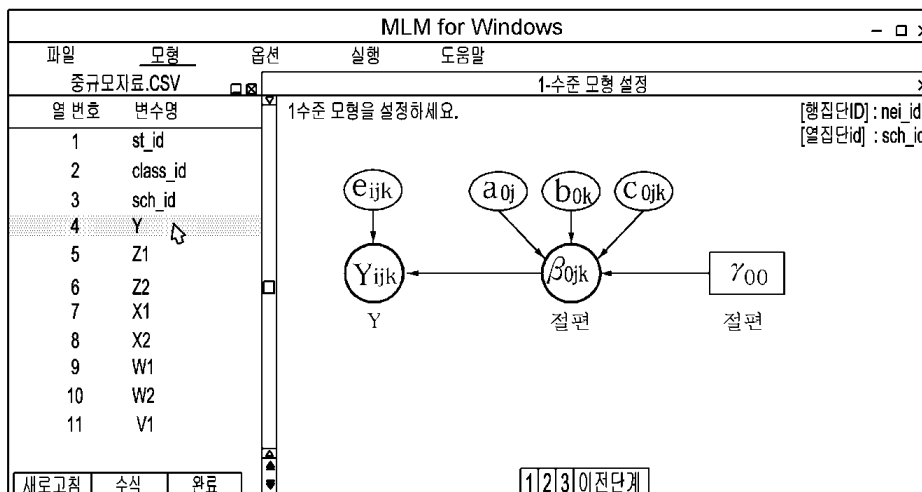 MLM for Windows
파일 모형 옵션 실행 도움말
중규모자료.CSV
열 번호 변수명
1 st_id
2 class_id
3 sch_id
4 Y
5 Z1
6 Z2
7 X1
8 X2
9 W1
10 W2
11 V1
새로고침 수식 완료
1-수준 모형 설정
1수준 모형을 설정하세요.
[행집단ID] : nei_id
[열집단id] : sch_id
eijk a0j b0k c0jk
Yijk β0jk γ00
Y 절편 절편
1 2 3 이전단계